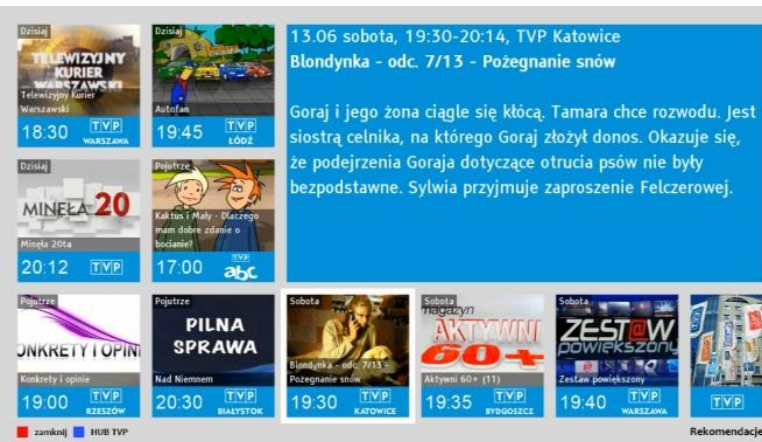 Dzisiaj
TELEWIZYJNY
KURIER
WARSZAWSKI
Telewizyjny Kurier
Warszawski
18:30 TVP WARSZAWA
Dzisiaj
Autofan
19:45 TVP ŁÓDŹ
13.06 sobota, 19:30-20:14, TVP Katowice
Blondynka - odc. 7/13 - Pożegnanie snów
Goraj i jego żona ciągle się kłócą. Tamara chce rozwodu. Jest
siostrą celnika, na którego Goraj złożył donos. Okazuje się,
że podejrzenia Goraja dotyczące otrucia psów nie były
bezpodstawne. Sylwia przyjmuje zaproszenie Felczerowej.
Dzisiaj
MINĘŁA 20
Minęła 20ta
20:12 TVP
Pojutrze
Kaktus i Mały - Dlaczego
mam dobre zdanie o
bocianie?
17:00 TVP abc
Pojutrze
ONKRETY I OPINI
Konkrety i opinie
19:00 TVP RZESZÓW
Pojutrze
PILNA
SPRAWA
Nad Niemnem
20:30 TVP BIAŁYSTOK
Sobota
Blondynka - odc. 7/13 -
Pożegnanie snów
19:30 TVP KATOWICE
Sobota
magazyn
AKTYWNI
60+
Aktywni 60+ (11)
19:35 TVP BYDGOSZCZ
Sobota
ZEST@W
powiększony
Zestaw powiększony
19:40 TVP WARSZAWA
TVP
zamknij HUB TVP
Rekomendacje